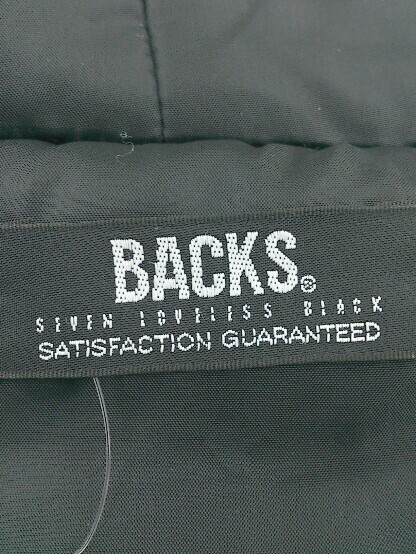 BACKS®
SEVEN LOVELESS BLACK
SATISFACTION GUARANTEED